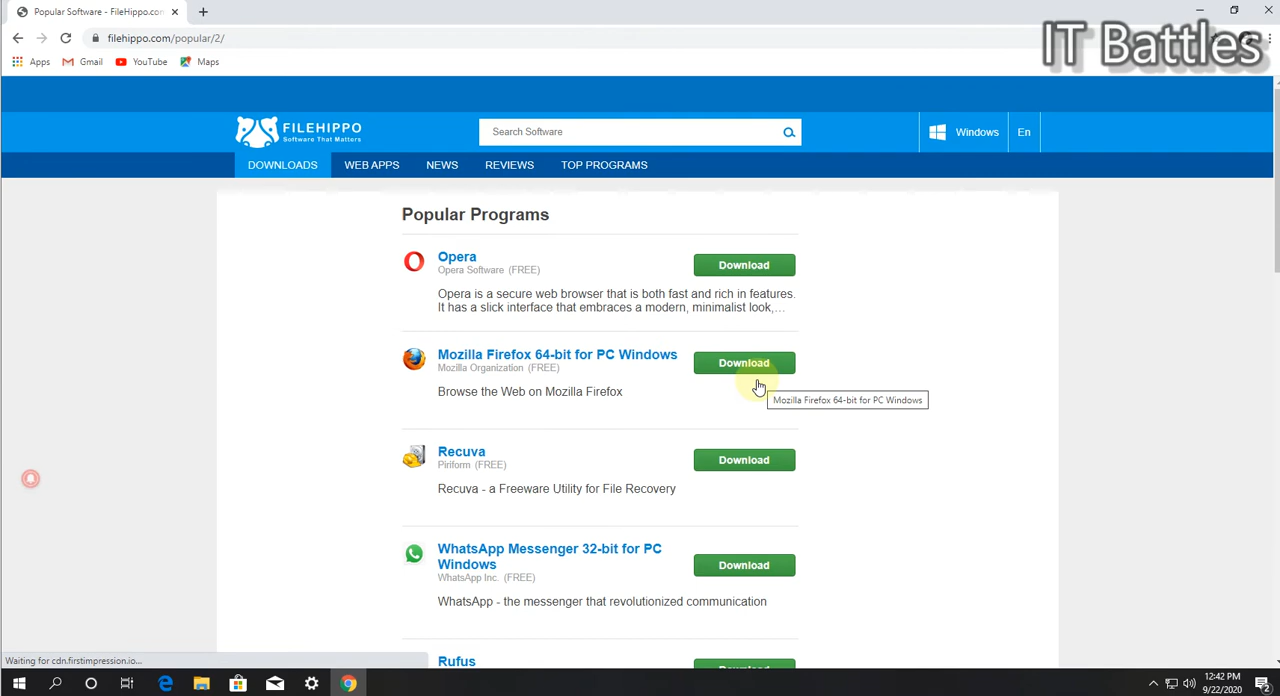 Popular Software - FileHippo.com
filehippo.com/popular/2/
IT Battles
Apps Gmail YouTube Maps
FILEHIPPO
Software That Matters
Search Software
Windows En
DOWNLOADS WEB APPS NEWS REVIEWS TOP PROGRAMS
Popular Programs
Opera
Opera Software (FREE)
Download
Opera is a secure web browser that is both fast and rich in features.
It has a slick interface that embraces a modern, minimalist look,...
Mozilla Firefox 64-bit for PC Windows
Mozilla Organization (FREE)
Download
Browse the Web on Mozilla Firefox
Mozilla Firefox 64-bit for PC Windows
Recuva
Piriform (FREE)
Download
Recuva - a Freeware Utility for File Recovery
WhatsApp Messenger 32-bit for PC
Windows
WhatsApp Inc. (FREE)
Download
WhatsApp - the messenger that revolutionized communication
Rufus
Download
Waiting for cdn.firstimpression.io...
12:42 PM
9/22/2020
2